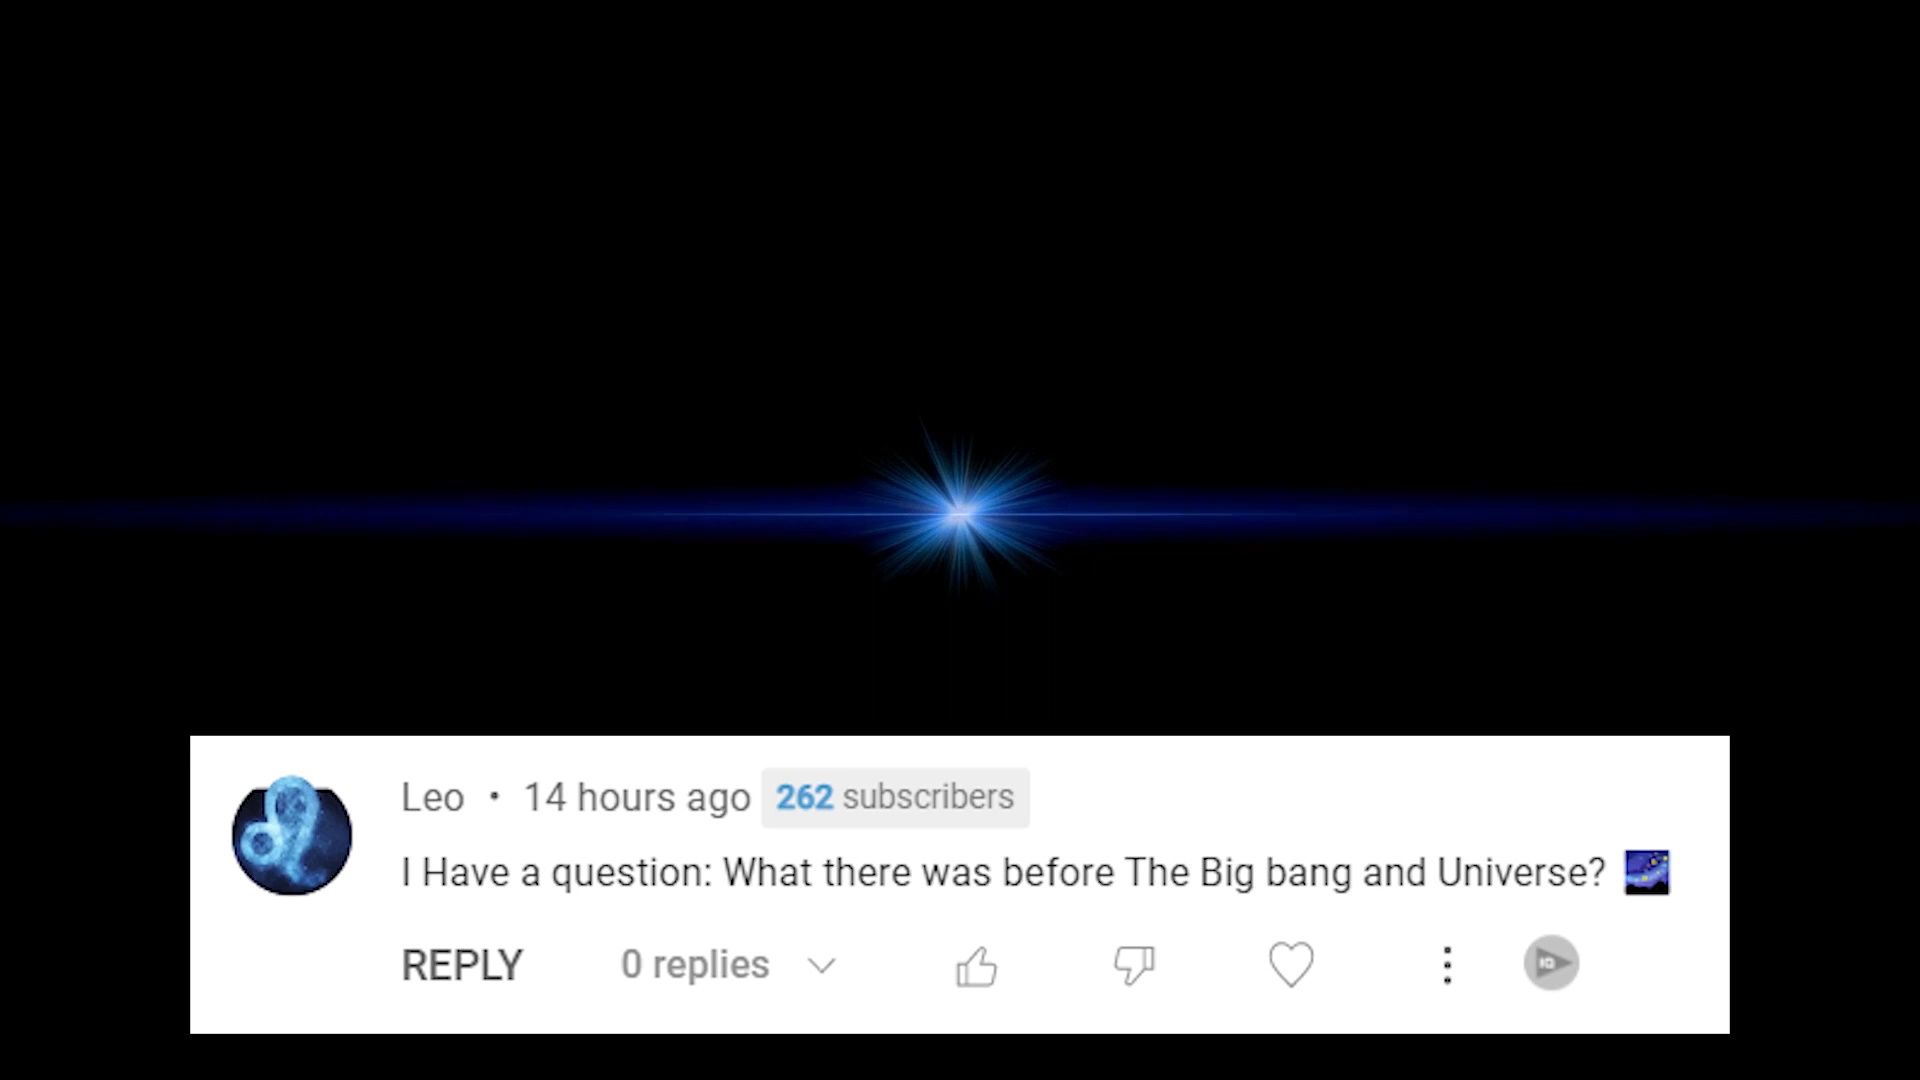 Leo • 14 hours ago 262 subscribers
I Have a question: What there was before The Big bang and Universe? 🌌
REPLY 0 replies
IQ